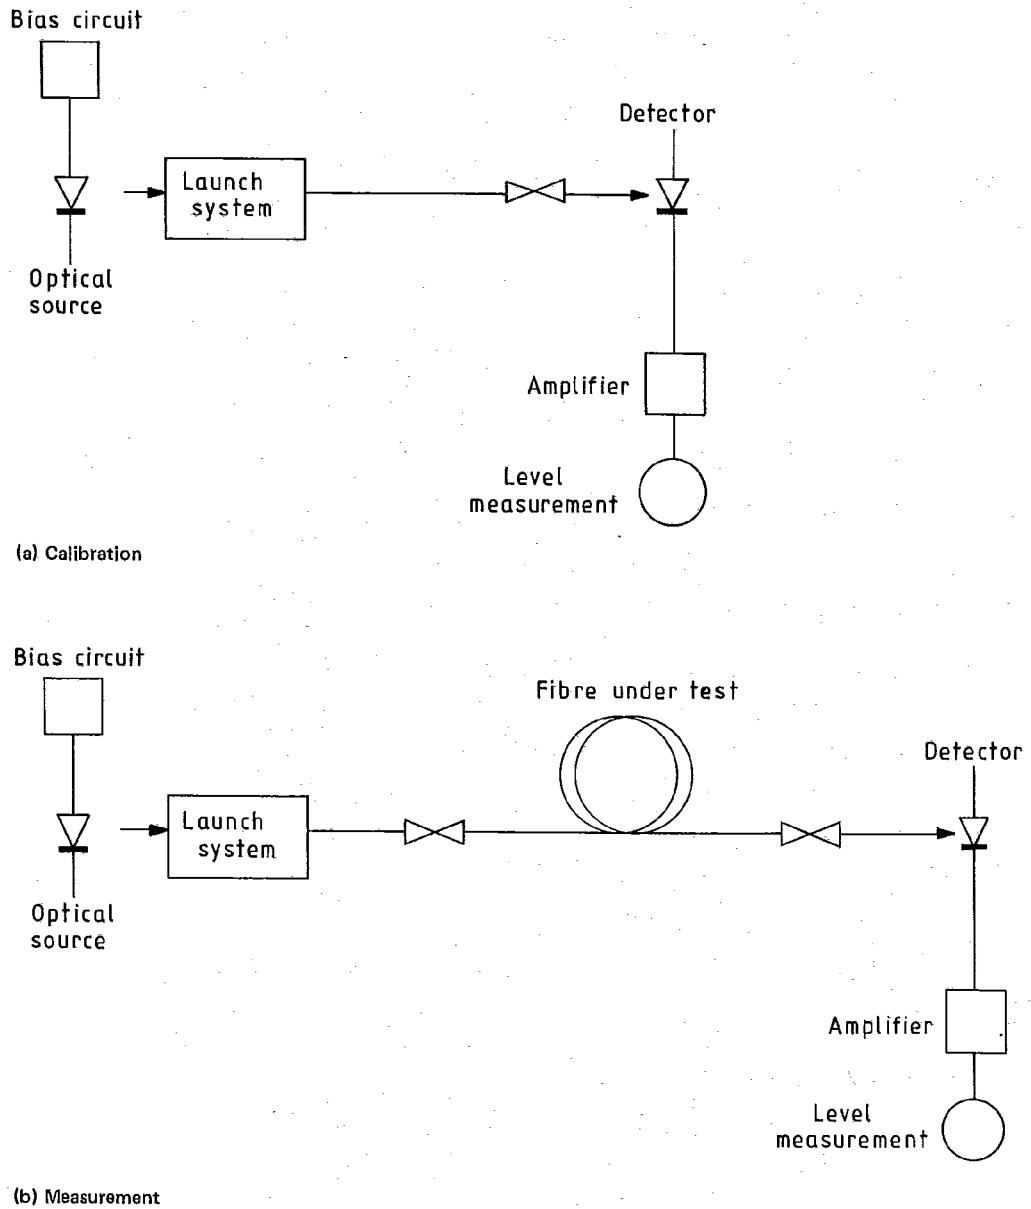 Bias circuit
Detector
Launch
system
Optical
source
Amplifier
Level
measurement
(a) Calibration
Bias circuit
Fibre under test
Detector
Launch
system
Optical
source
Amplifier
Level
measurement
(b) Measurement